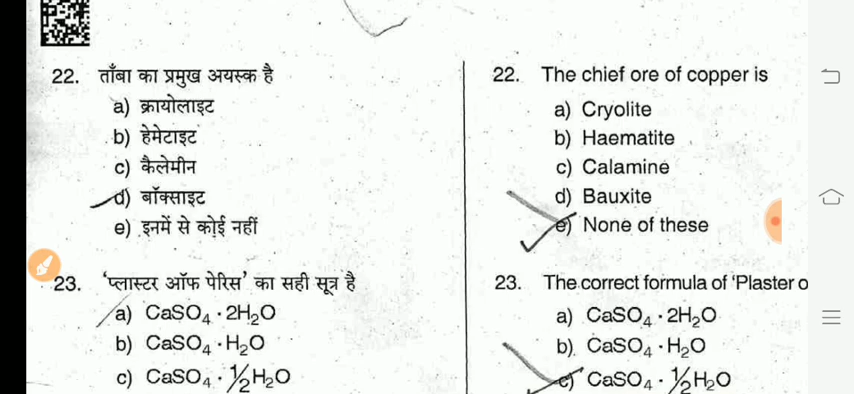 22. ताँबा का प्रमुख अयस्क है
a) क्रायोलाइट
b) हेमेटाइट
c) कैलेमीन
d) बॉक्साइट
e) इनमें से कोई नहीं
23. 'प्लास्टर ऑफ पेरिस' का सही सूत्र है
a) CaSO₄ · 2H₂O
b) CaSO₄ · H₂O
c) CaSO₄ · ½H₂O
22. The chief ore of copper is
a) Cryolite
b) Haematite
c) Calamine
d) Bauxite
e) None of these
23. The correct formula of 'Plaster o
a) CaSO₄ · 2H₂O
b) CaSO₄ · H₂O
c) CaSO₄ · ½H₂O